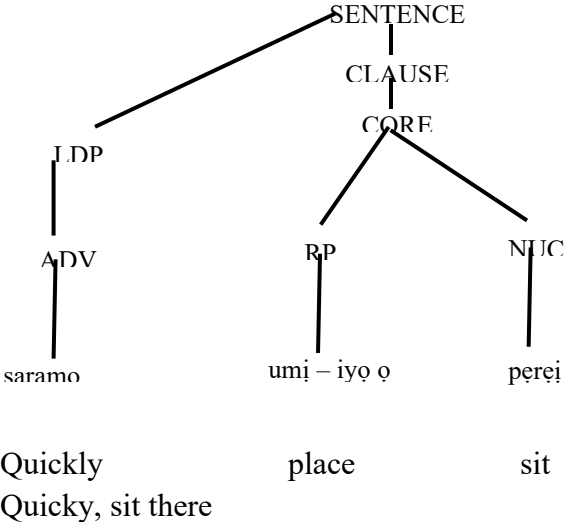 SENTENCE
CLAUSE
CORE
LDP
ADV RP NUC
saramo umị – iyọ ọ pẹrẹị
Quickly place sit
Quicky, sit there